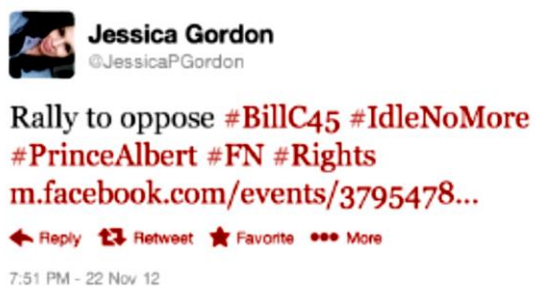 Jessica Gordon
@JessicaPGordon
Rally to oppose #BillC45 #IdleNoMore
#PrinceAlbert #FN #Rights
m.facebook.com/events/3795478...
Reply Retweet Favorite More
7:51 PM - 22 Nov 12